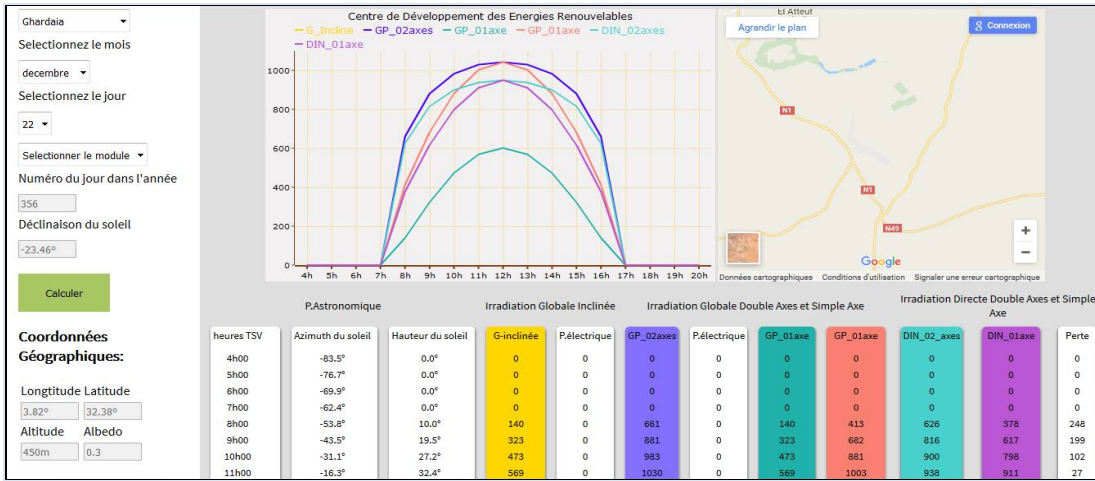 Ghardaia
Selectionnez le mois
decembre
Selectionnez le jour
22
Selectionner le module
Numéro du jour dans l'année
356
Déclinaison du soleil
-23.46º
Calculer
Coordonnées
Géographiques:
Longtitude Latitude
3.82º 32.38º
Altitude Albedo
450m 0.3
Centre de Développement des Energies Renouvelables
G_Incline GP_02axes GP_01axe GP_01axe DIN_02axes
DIN_01axe
1000
800
600
400
200
0
4h 5h 6h 7h 8h 9h 10h 11h 12h 13h 14h 15h 16h 17h 18h 19h 20h
El Atteuf
Agrandir le plan
Connexion
N1
N1
N49
+
−
Google
Données cartographiques Conditions d'utilisation Signaler une erreur cartographique
P.Astronomique Irradiation Globale Inclinée Irradiation Globale Double Axes et Simple Axe Irradiation Directe Double Axes et Simple
Axe
heures TSV Azimuth du soleil Hauteur du soleil G-inclinée P.électrique GP_02axes P.électrique GP_01axe GP_01axe DIN_02_axes DIN_01axe Perte
4h00 -83.5° 0.0° 0 0 0 0 0 0 0 0 0
5h00 -76.7° 0.0° 0 0 0 0 0 0 0 0 0
6h00 -69.9° 0.0° 0 0 0 0 0 0 0 0 0
7h00 -62.4° 0.0° 0 0 0 0 0 0 0 0 0
8h00 -53.8° 10.0° 140 0 661 0 140 413 626 378 248
9h00 -43.5° 19.5° 323 0 881 0 323 682 816 617 199
10h00 -31.1° 27.2° 473 0 983 0 473 881 900 798 102
11h00 -16.3° 32.4° 569 0 1030 0 569 1003 938 911 27